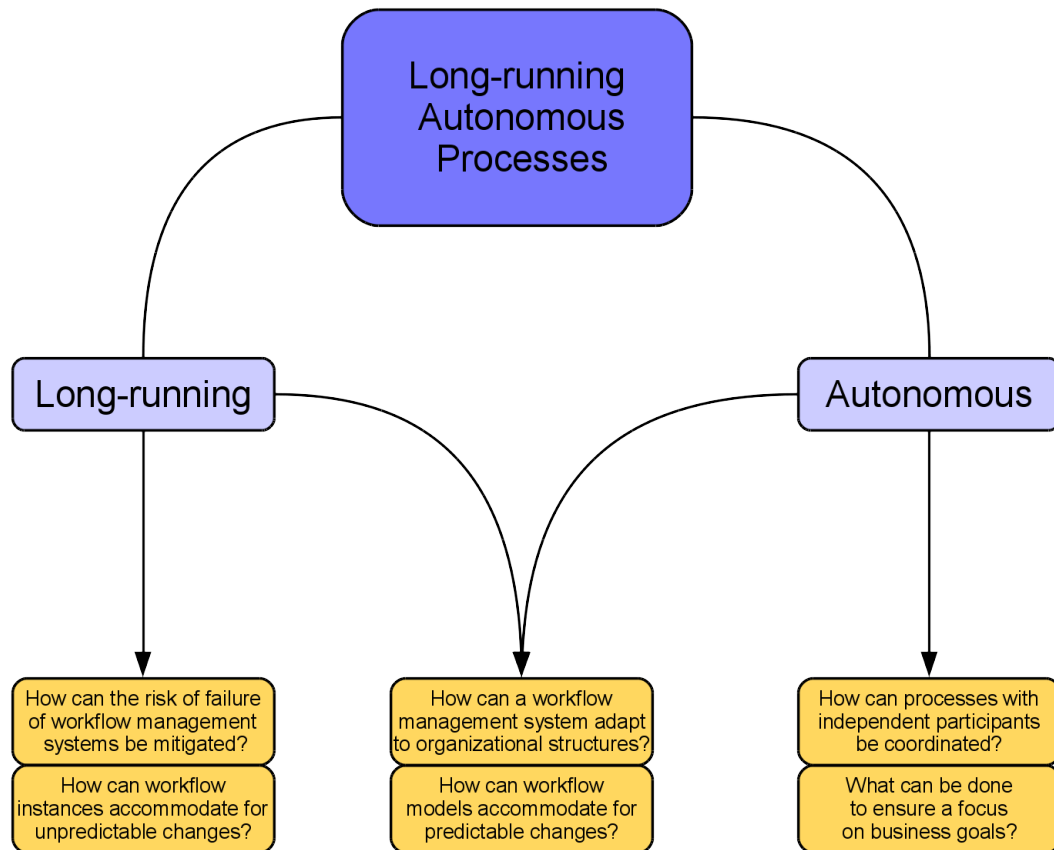 Long-running
Autonomous
Processes
Long-running
Autonomous
How can the risk of failure
of workflow management
systems be mitigated?
How can workflow
instances accommodate for
unpredictable changes?
How can a workflow
management system adapt
to organizational structures?
How can workflow
models accommodate for
predictable changes?
How can processes with
independent participants
be coordinated?
What can be done
to ensure a focus
on business goals?